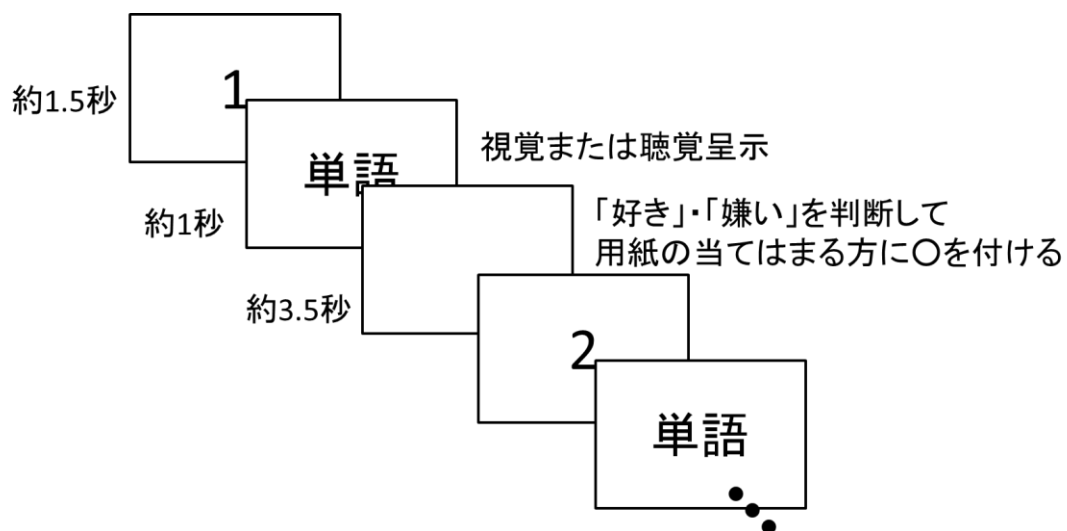 1
約1.5秒
単語
視覚または聴覚呈示
約1秒
「好き」・「嫌い」を判断して
用紙の当てはまる方に○を付ける
約3.5秒
2
単語